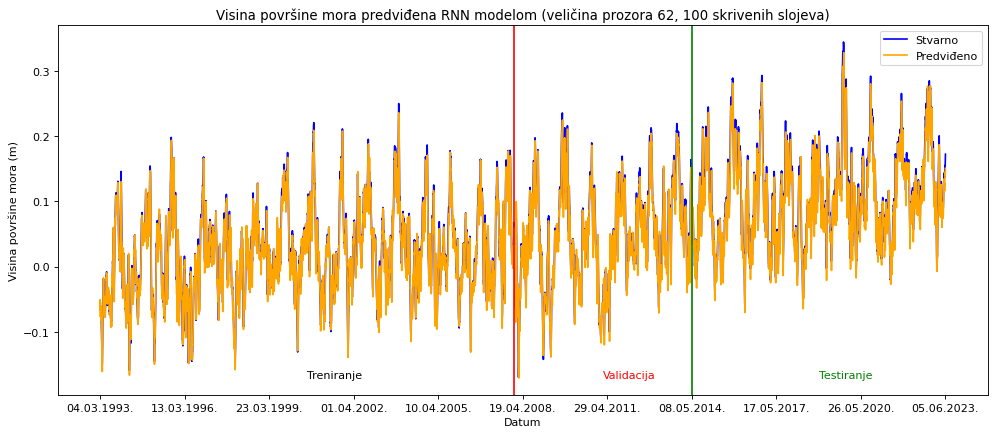 Visina površine mora predviđena RNN modelom (veličina prozora 62, 100 skrivenih slojeva)
Stvarno
Predviđeno
Visina površine mora (m)
0.3
0.2
0.1
0.0
−0.1
Treniranje
Validacija
Testiranje
04.03.1993.
13.03.1996.
23.03.1999.
01.04.2002.
10.04.2005.
19.04.2008.
29.04.2011.
08.05.2014.
17.05.2017.
26.05.2020.
05.06.2023.
Datum